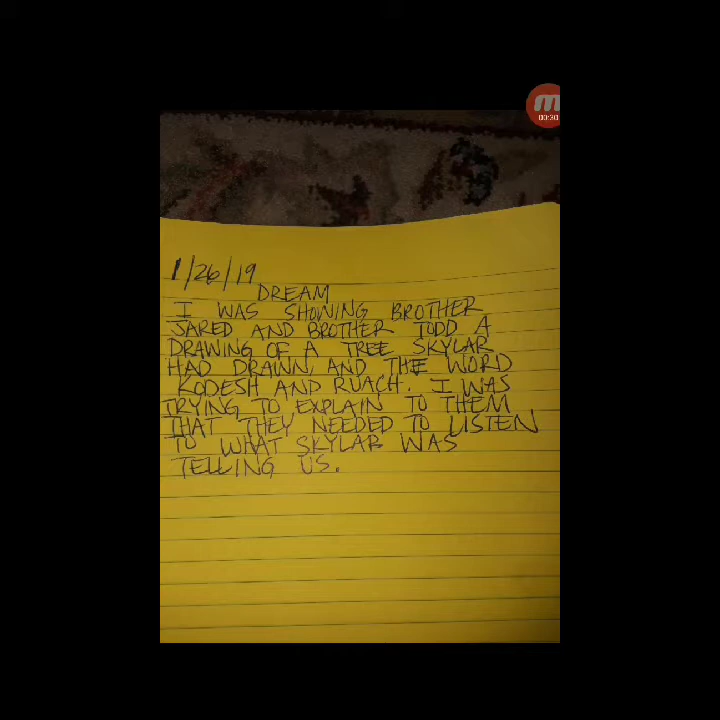 00:30
1/26/19
DREAM
I WAS SHOWING BROTHER
JARED AND BROTHER TODD A
DRAWING OF A TREE SKYLAR
HAD DRAWN, AND THE WORD
KODESH AND RUACH. I WAS
TRYING TO EXPLAIN TO THEM
THAT THEY NEEDED TO LISTEN
TO WHAT SKYLAR WAS
TELLING US.